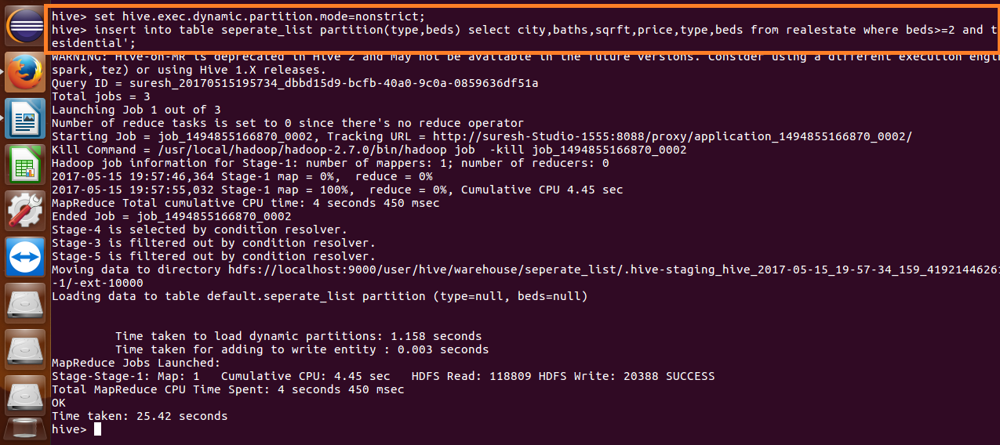 hive> set hive.exec.dynamic.partition.mode=nonstrict;
hive> insert into table seperate_list partition(type,beds) select city,baths,sqrft,price,type,beds from realestate where beds>=2 and t
esidential';
WARNING: Hive-on-MR is deprecated in Hive 2 and may not be available in the future versions. Consider using a different execution engi
spark, tez) or using Hive 1.X releases.
Query ID = suresh_20170515195734_dbbd15d9-bcfb-40a0-9c0a-0859636df51a
Total jobs = 3
Launching Job 1 out of 3
Number of reduce tasks is set to 0 since there's no reduce operator
Starting Job = job_1494855166870_0002, Tracking URL = http://suresh-Studio-1555:8088/proxy/application_1494855166870_0002/
Kill Command = /usr/local/hadoop/hadoop-2.7.0/bin/hadoop job  -kill job_1494855166870_0002
Hadoop job information for Stage-1: number of mappers: 1; number of reducers: 0
2017-05-15 19:57:46,364 Stage-1 map = 0%,  reduce = 0%
2017-05-15 19:57:55,032 Stage-1 map = 100%,  reduce = 0%, Cumulative CPU 4.45 sec
MapReduce Total cumulative CPU time: 4 seconds 450 msec
Ended Job = job_1494855166870_0002
Stage-4 is selected by condition resolver.
Stage-3 is filtered out by condition resolver.
Stage-5 is filtered out by condition resolver.
Moving data to directory hdfs://localhost:9000/user/hive/warehouse/seperate_list/.hive-staging_hive_2017-05-15_19-57-34_159_41921446261
-1/-ext-10000
Loading data to table default.seperate_list partition (type=null, beds=null)
Time taken to load dynamic partitions: 1.158 seconds
Time taken for adding to write entity : 0.003 seconds
MapReduce Jobs Launched:
Stage-Stage-1: Map: 1   Cumulative CPU: 4.45 sec   HDFS Read: 118809 HDFS Write: 20388 SUCCESS
Total MapReduce CPU Time Spent: 4 seconds 450 msec
OK
Time taken: 25.42 seconds
hive>